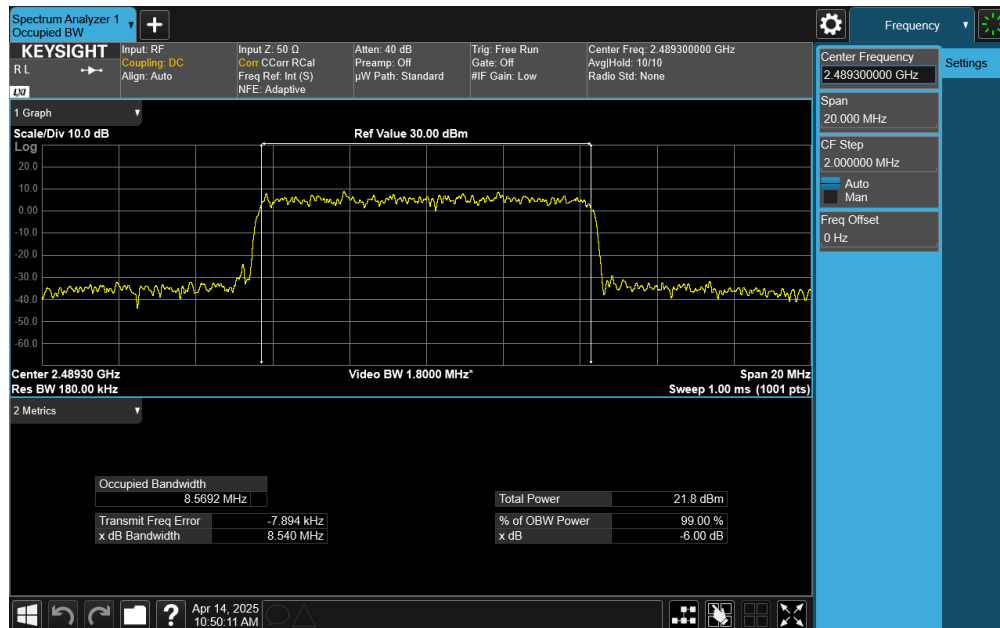 Spectrum Analyzer 1
Occupied BW
+
Frequency
KEYSIGHT
R L
LXI
Input: RF
Coupling: DC
Align: Auto
Input Z: 50 Ω
Corr CCorr RCal
Freq Ref: Int (S)
NFE: Adaptive
Atten: 40 dB
Preamp: Off
µW Path: Standard
Trig: Free Run
Gate: Off
#IF Gain: Low
Center Freq: 2.489300000 GHz
Avg|Hold: 10/10
Radio Std: None
Center Frequency
2.489300000 GHz
Settings
Span
20.000 MHz
CF Step
2.000000 MHz
Auto
Man
Freq Offset
0 Hz
1 Graph
Scale/Div 10.0 dB
Ref Value 30.00 dBm
Log
20.0
10.0
0.00
-10.0
-20.0
-30.0
-40.0
-50.0
-60.0
Center 2.48930 GHz
Video BW 1.8000 MHz*
Span 20 MHz
Res BW 180.00 kHz
Sweep 1.00 ms (1001 pts)
2 Metrics
Occupied Bandwidth
8.5692 MHz
Total Power 21.8 dBm
Transmit Freq Error -7.894 kHz
% of OBW Power 99.00 %
x dB Bandwidth 8.540 MHz
x dB -6.00 dB
?
Apr 14, 2025
10:50:11 AM